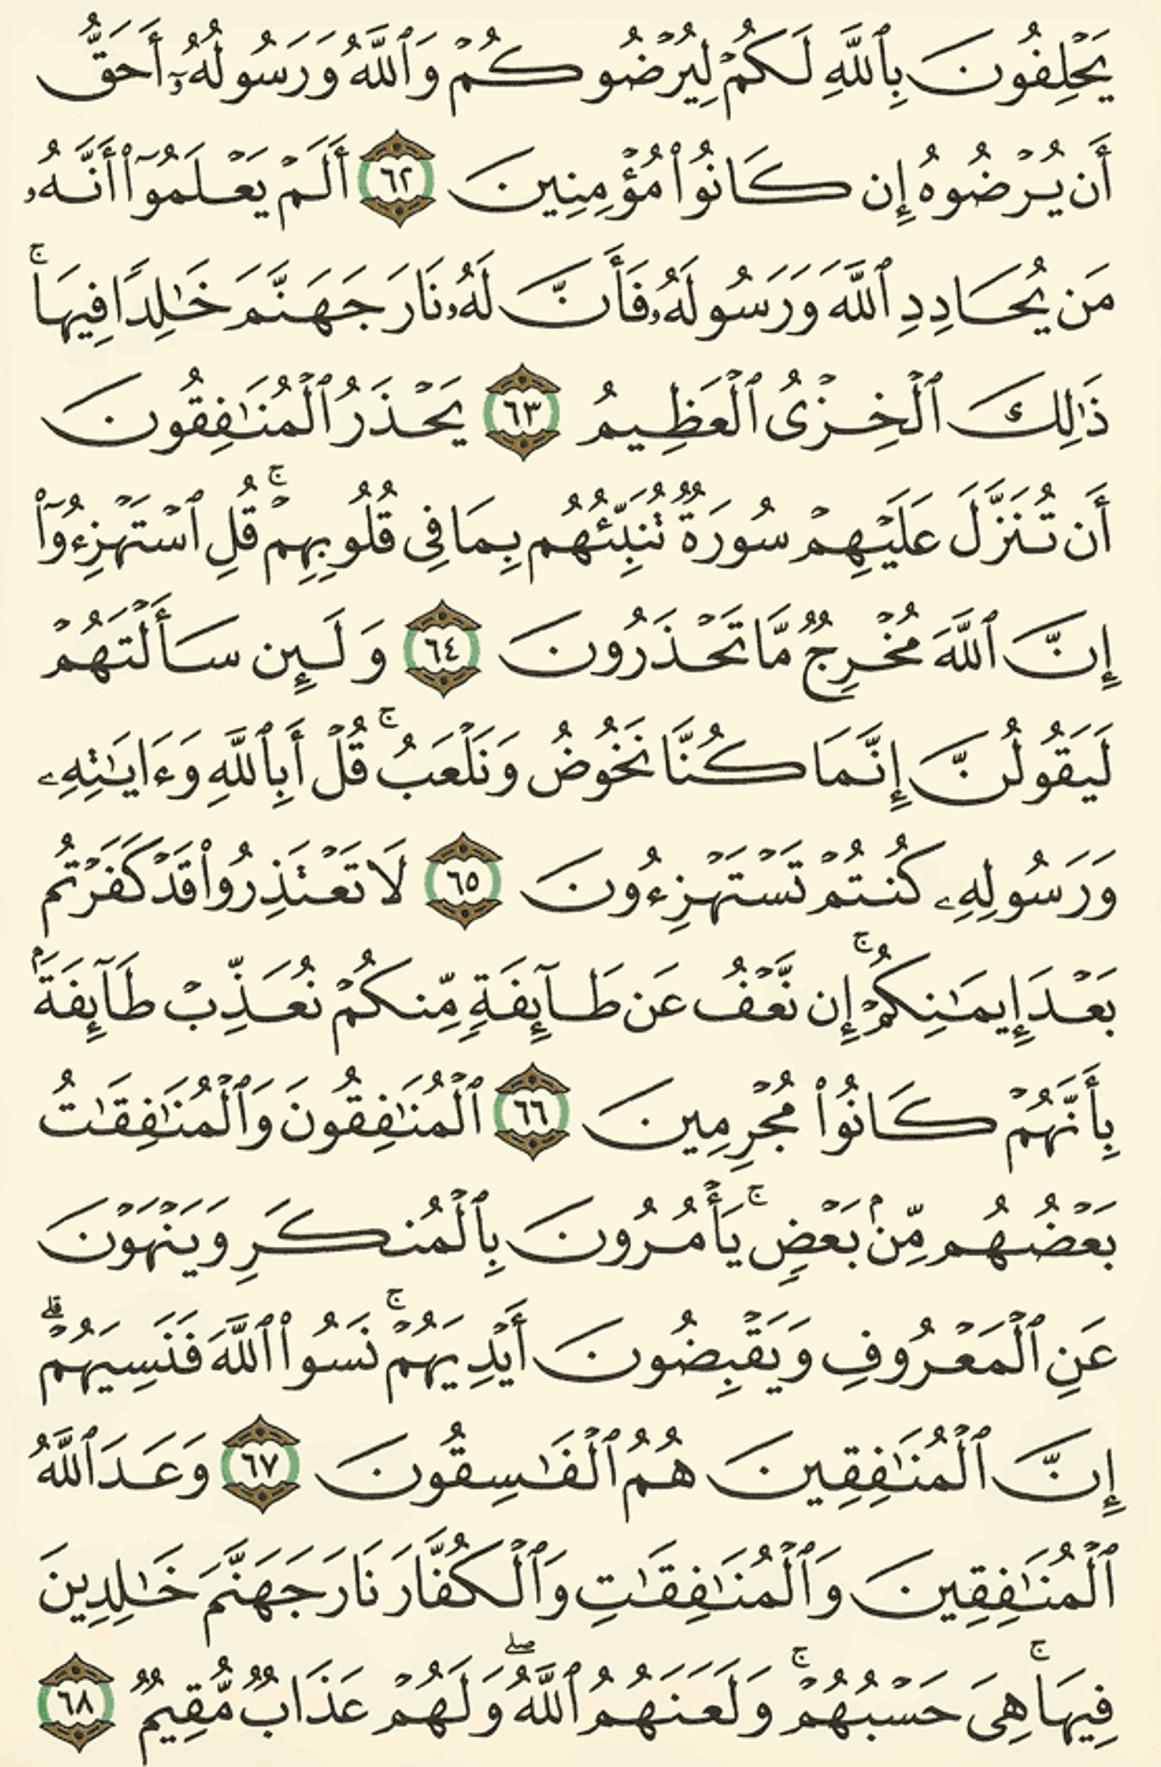 يَحْلِفُونَ بِٱللَّهِ لَكُمْ لِيُرْضُوكُمْ وَٱللَّهُ وَرَسُولُهُۥٓ أَحَقُّ
أَن يُرْضُوهُ إِن كَانُوا۟ مُؤْمِنِينَ ٦٢ أَلَمْ يَعْلَمُوٓا۟ أَنَّهُۥ
مَن يُحَادِدِ ٱللَّهَ وَرَسُولَهُۥ فَأَنَّ لَهُۥ نَارَ جَهَنَّمَ خَـٰلِدًا فِيهَا ۚ
ذَٰلِكَ ٱلْخِزْىُ ٱلْعَظِيمُ ٦٣ يَحْذَرُ ٱلْمُنَـٰفِقُونَ
أَن تُنَزَّلَ عَلَيْهِمْ سُورَةٌ تُنَبِّئُهُم بِمَا فِى قُلُوبِهِمْ ۚ قُلِ ٱسْتَهْزِءُوٓا۟
إِنَّ ٱللَّهَ مُخْرِجٌ مَّا تَحْذَرُونَ ٦٤ وَلَئِن سَأَلْتَهُمْ
لَيَقُولُنَّ إِنَّمَا كُنَّا نَخُوضُ وَنَلْعَبُ ۚ قُلْ أَبِٱللَّهِ وَءَايَـٰتِهِۦ
وَرَسُولِهِۦ كُنتُمْ تَسْتَهْزِءُونَ ٦٥ لَا تَعْتَذِرُوا۟ قَدْ كَفَرْتُم
بَعْدَ إِيمَـٰنِكُمْ ۚ إِن نَّعْفُ عَن طَآئِفَةٍ مِّنكُمْ نُعَذِّبْ طَآئِفَةًۢ
بِأَنَّهُمْ كَانُوا۟ مُجْرِمِينَ ٦٦ ٱلْمُنَـٰفِقُونَ وَٱلْمُنَـٰفِقَـٰتُ
بَعْضُهُم مِّنۢ بَعْضٍ ۚ يَأْمُرُونَ بِٱلْمُنكَرِ وَيَنْهَوْنَ
عَنِ ٱلْمَعْرُوفِ وَيَقْبِضُونَ أَيْدِيَهُمْ ۚ نَسُوا۟ ٱللَّهَ فَنَسِيَهُمْ ۗ
إِنَّ ٱلْمُنَـٰفِقِينَ هُمُ ٱلْفَـٰسِقُونَ ٦٧ وَعَدَ ٱللَّهُ
ٱلْمُنَـٰفِقِينَ وَٱلْمُنَـٰفِقَـٰتِ وَٱلْكُفَّارَ نَارَ جَهَنَّمَ خَـٰلِدِينَ
فِيهَا ۚ هِىَ حَسْبُهُمْ ۚ وَلَعَنَهُمُ ٱللَّهُ ۖ وَلَهُمْ عَذَابٌ مُّقِيمٌ ٦٨